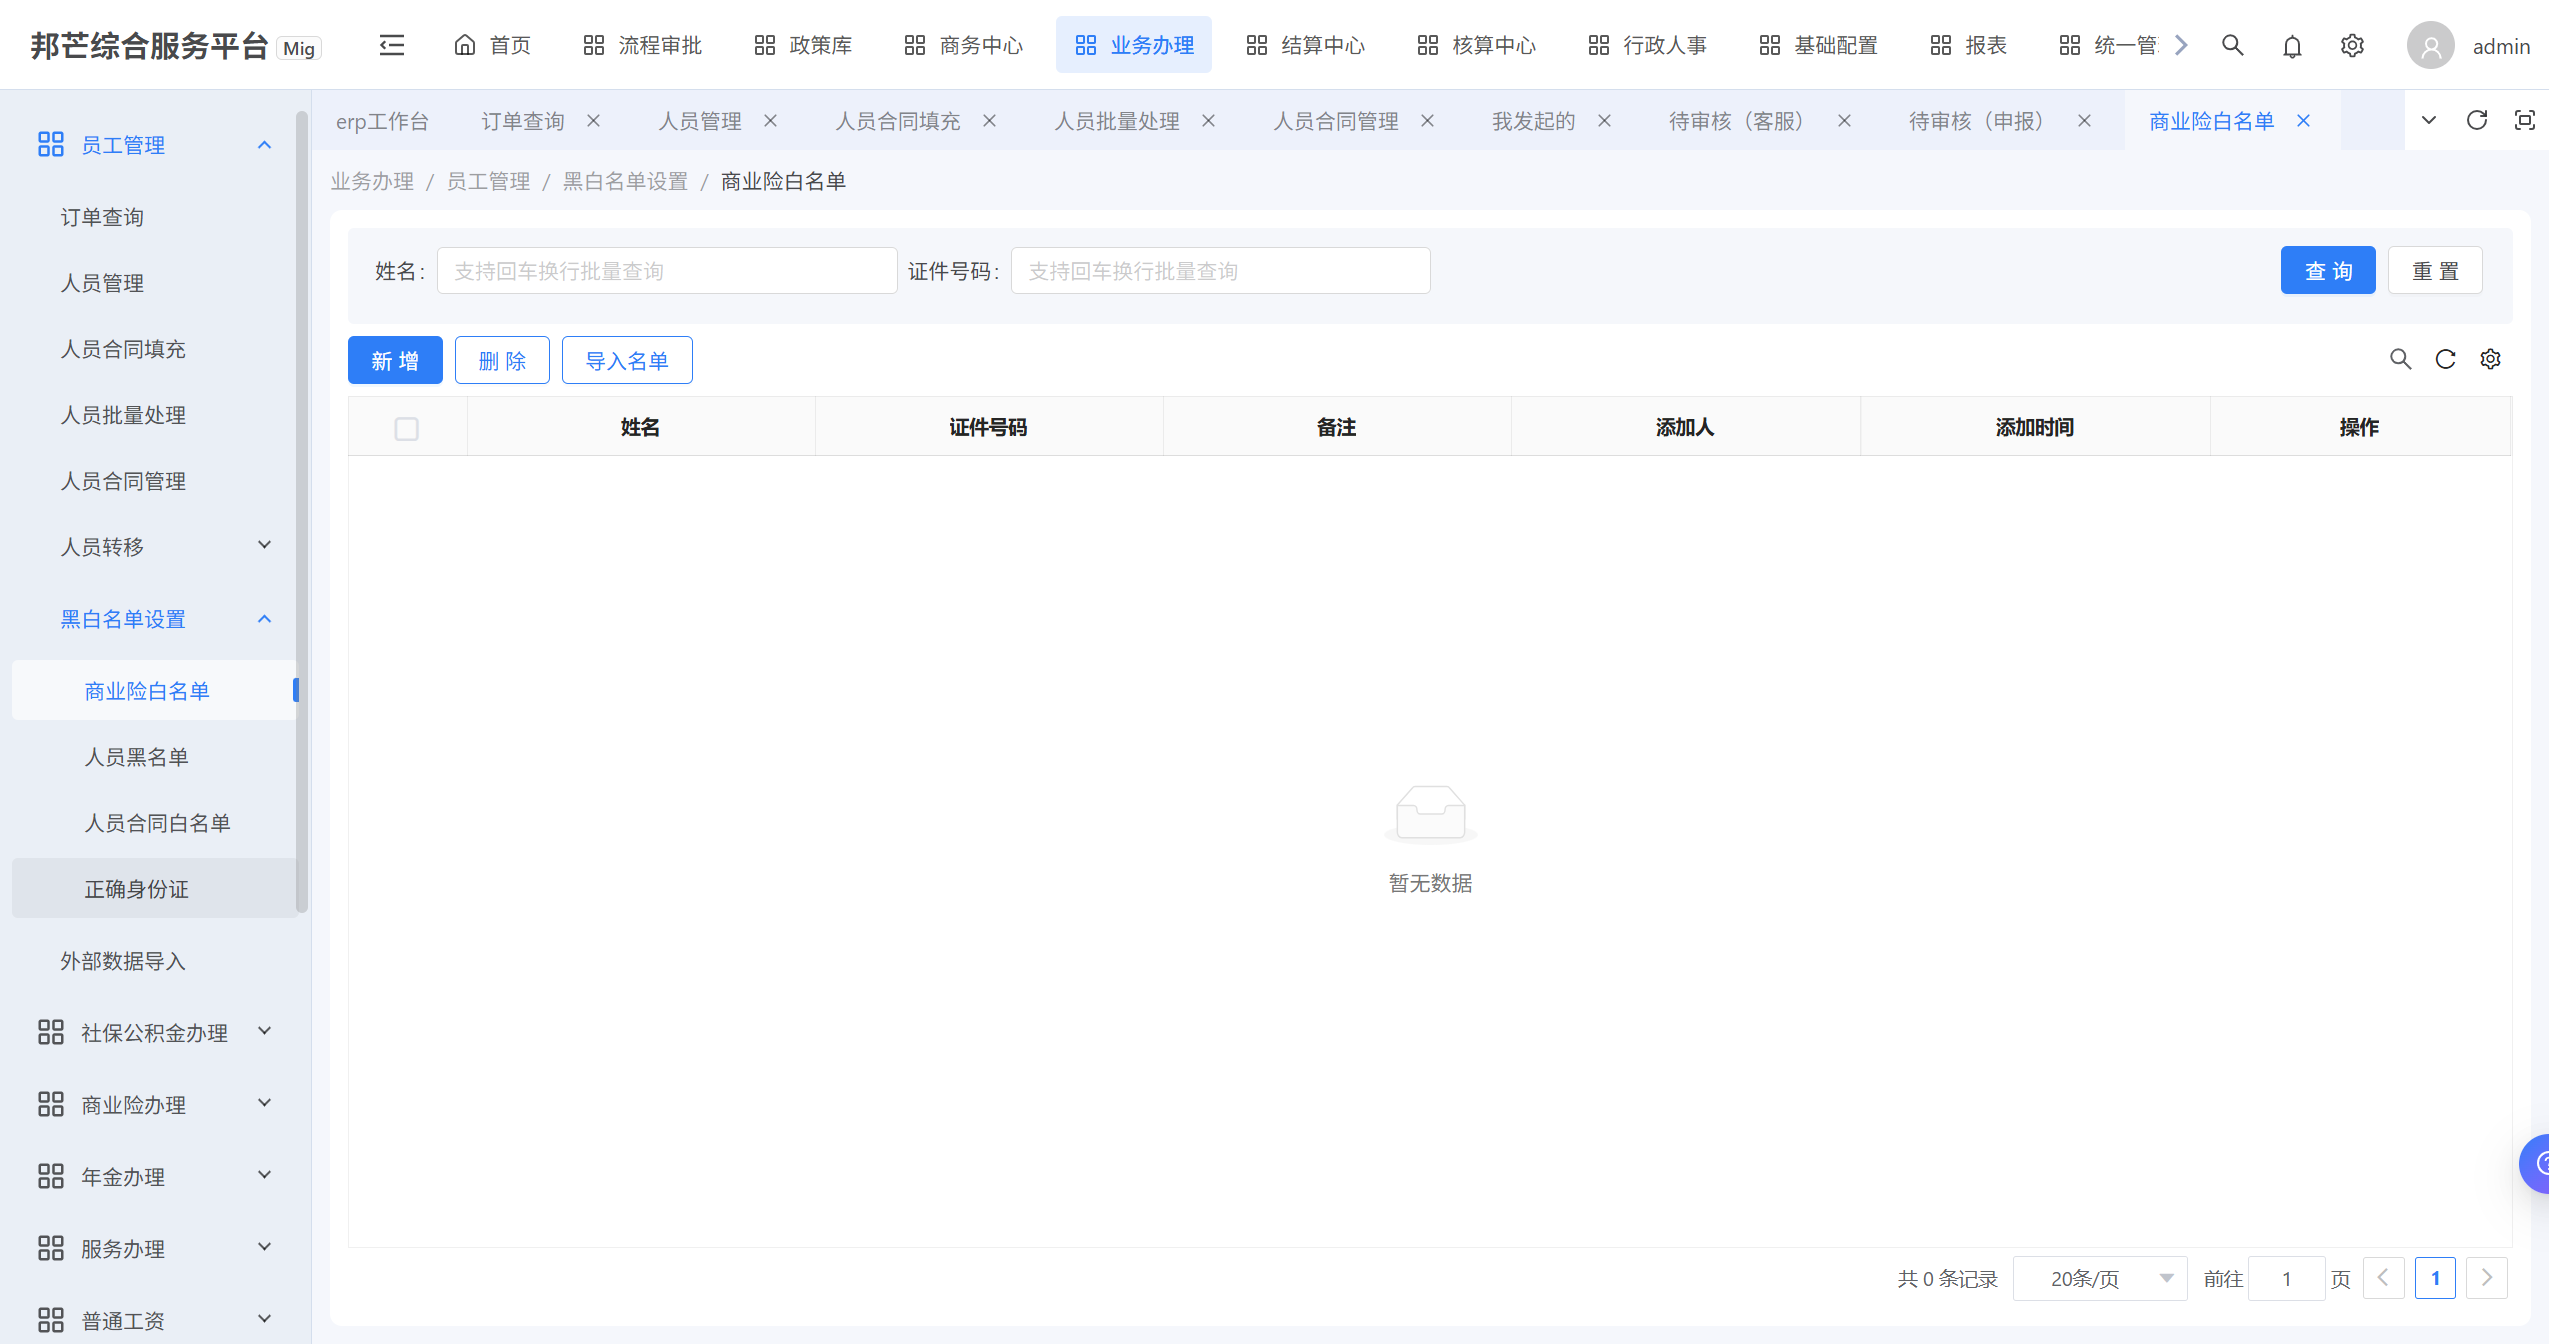 邦芒综合服务平台 Mig 首页 流程审批 政策库 商务中心 业务办理 结算中心 核算中心 行政人事 基础配置 报表 统一管 admin
erp工作台 订单查询 人员管理 人员合同填充 人员批量处理 人员合同管理 我发起的 待审核（客服） 待审核（申报） 商业险白名单
业务办理 / 员工管理 / 黑白名单设置 / 商业险白名单
员工管理
订单查询
人员管理
人员合同填充
人员批量处理
人员合同管理
人员转移
黑白名单设置
商业险白名单
人员黑名单
人员合同白名单
正确身份证
外部数据导入
社保公积金办理
商业险办理
年金办理
服务办理
普通工资
姓名: 支持回车换行批量查询 证件号码: 支持回车换行批量查询 查 询 重 置
新 增 删 除 导入名单
姓名 证件号码 备注 添加人 添加时间 操作
暂无数据
共 0 条记录 20条/页 前往 1 页 1